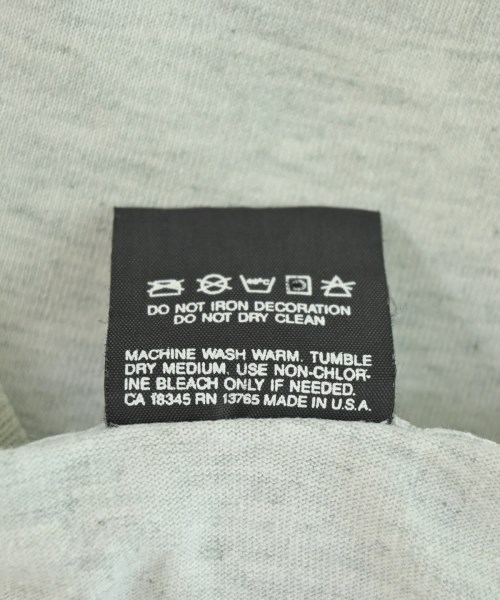 DO NOT IRON DECORATION
DO NOT DRY CLEAN
MACHINE WASH WARM. TUMBLE
DRY MEDIUM. USE NON-CHLOR-
INE BLEACH ONLY IF NEEDED.
CA 18345 RN 13765 MADE IN U.S.A.